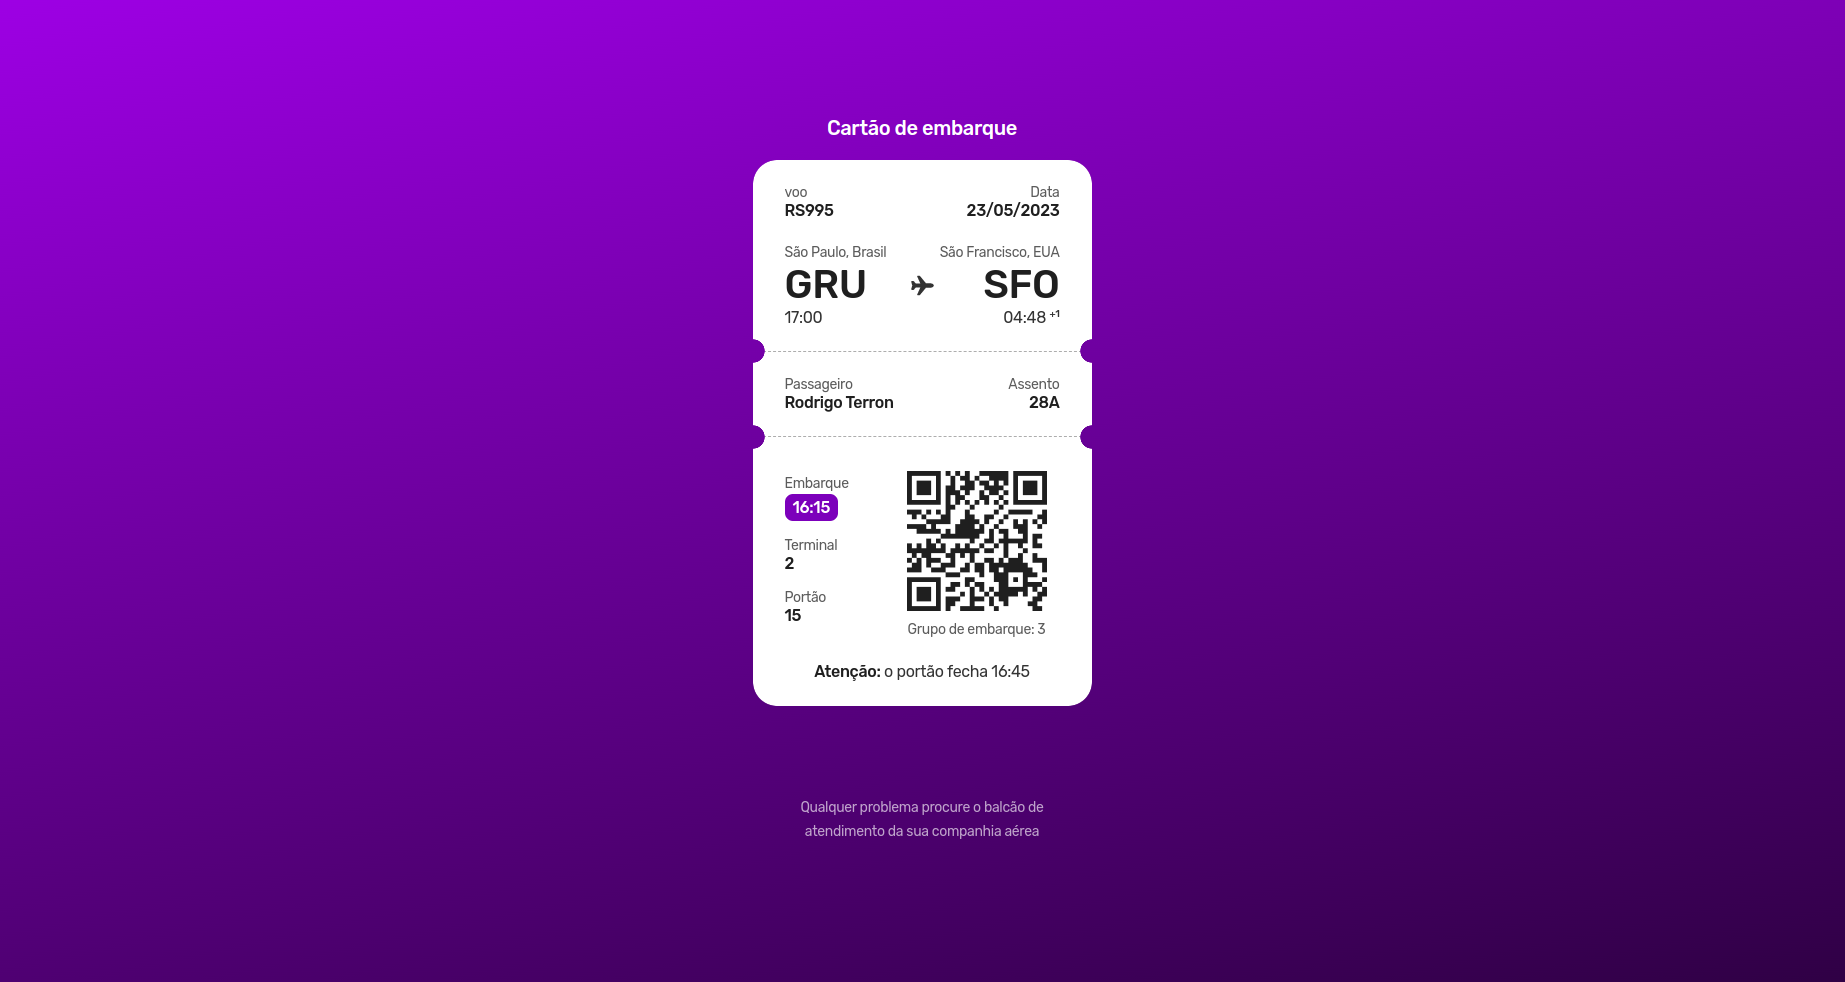 Cartão de embarque
voo Data
RS995 23/05/2023
São Paulo, Brasil São Francisco, EUA
GRU SFO
17:00 04:48 +1
Passageiro Assento
Rodrigo Terron 28A
Embarque
16:15
Terminal
2
Portão
15
Grupo de embarque: 3
Atenção: o portão fecha 16:45
Qualquer problema procure o balcão de
atendimento da sua companhia aérea